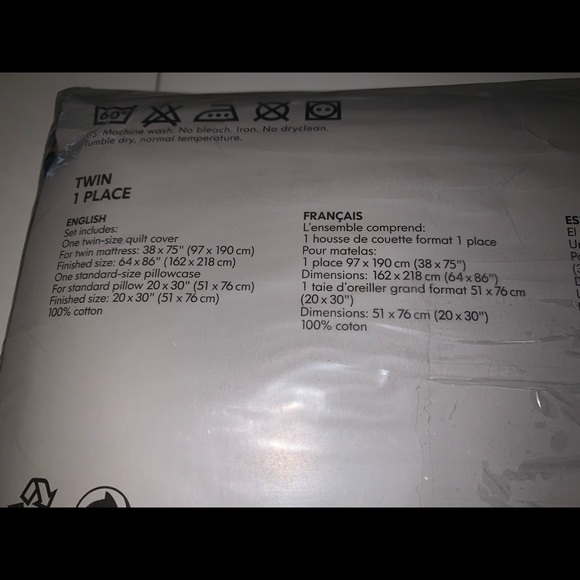 60°
US: Machine wash. No bleach. Iron. No dryclean.
Tumble dry, normal temperature.
TWIN
1 PLACE
ENGLISH
Set includes:
One twin-size quilt cover
For twin mattress: 38 x 75" (97 x 190 cm)
Finished size: 64 x 86" (162 x 218 cm)
One standard-size pillowcase
For standard pillow 20 x 30" (51 x 76 cm)
Finished size: 20 x 30" (51 x 76 cm)
100% cotton
FRANÇAIS
L'ensemble comprend:
1 housse de couette format 1 place
Pour matelas:
1 place 97 x 190 cm (38 x 75")
Dimensions: 162 x 218 cm (64 x 86")
1 taie d'oreiller grand format 51 x 76 cm
(20 x 30")
Dimensions: 51 x 76 cm (20 x 30")
100% coton
ES
El
Un